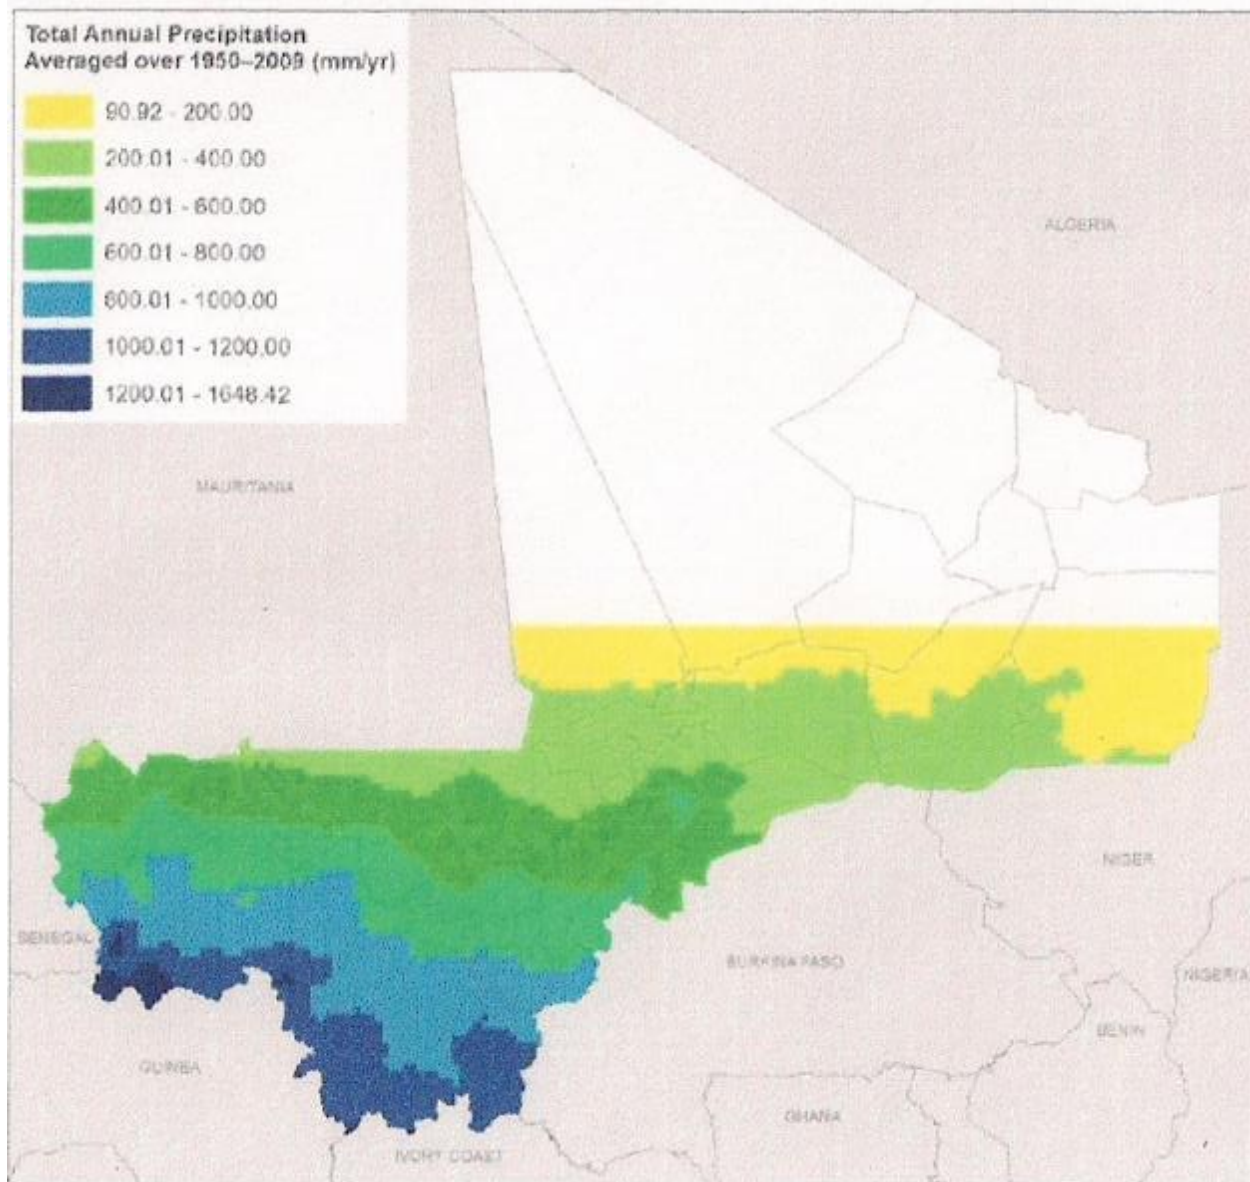 Total Annual Precipitation
Averaged over 1950–2009 (mm/yr)
90.92 - 200.00
200.01 - 400.00
400.01 - 600.00
600.01 - 800.00
800.01 - 1000.00
1000.01 - 1200.00
1200.01 - 1648.42
ALGERIA
MAURITANIA
NIGER
SENEGAL
BURKINA FASO
NIGERIA
BENIN
GUINEA
GHANA
IVORY COAST